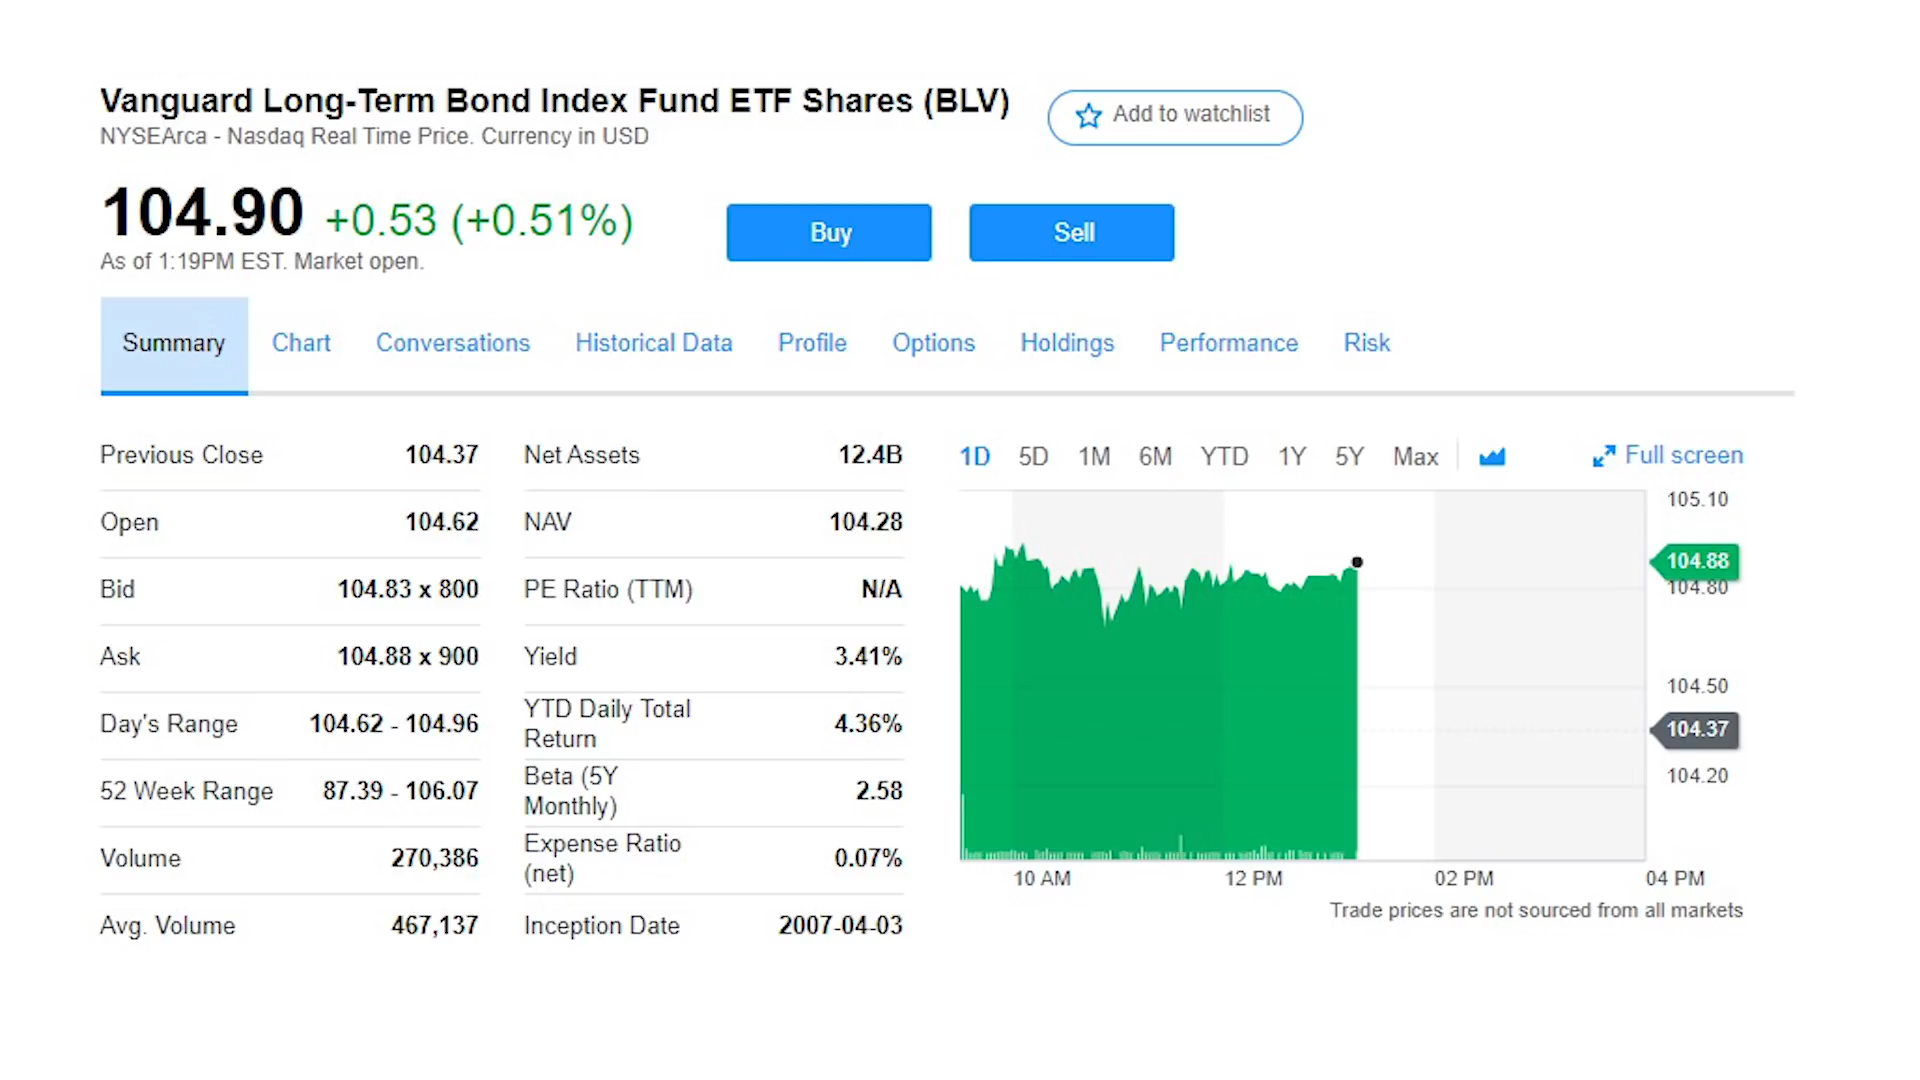 Vanguard Long-Term Bond Index Fund ETF Shares (BLV)
Add to watchlist
NYSEArca - Nasdaq Real Time Price. Currency in USD
104.90 +0.53 (+0.51%)
Buy
Sell
As of 1:19PM EST. Market open.
Summary Chart Conversations Historical Data Profile Options Holdings Performance Risk
Previous Close 104.37
Open 104.62
Bid 104.83 x 800
Ask 104.88 x 900
Day's Range 104.62 - 104.96
52 Week Range 87.39 - 106.07
Volume 270,386
Avg. Volume 467,137
Net Assets 12.4B
NAV 104.28
PE Ratio (TTM) N/A
Yield 3.41%
YTD Daily Total
Return 4.36%
Beta (5Y
Monthly) 2.58
Expense Ratio
(net) 0.07%
Inception Date 2007-04-03
1D 5D 1M 6M YTD 1Y 5Y Max Full screen
105.10
104.88
104.80
104.50
104.37
104.20
10 AM 12 PM 02 PM 04 PM
Trade prices are not sourced from all markets